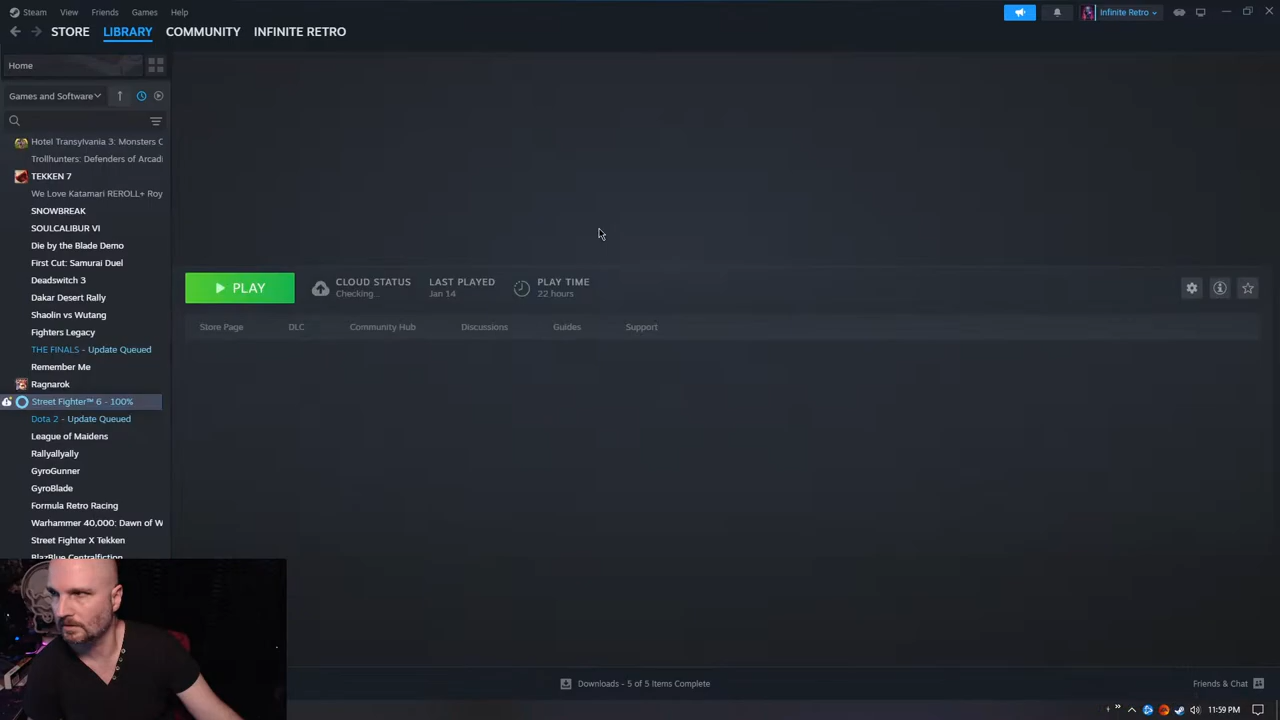 Steam View Friends Games Help
Infinite Retro
STORE LIBRARY COMMUNITY INFINITE RETRO
Home
Games and Software
Hotel Transylvania 3: Monsters O
Trollhunters: Defenders of Arcadi
TEKKEN 7
We Love Katamari REROLL+ Roy
SNOWBREAK
SOULCALIBUR VI
Die by the Blade Demo
First Cut: Samurai Duel
Deadswitch 3
Dakar Desert Rally
Shaolin vs Wutang
Fighters Legacy
THE FINALS - Update Queued
Remember Me
Ragnarok
Street Fighter™ 6 - 100%
Dota 2 - Update Queued
League of Maidens
Rallyallyally
GyroGunner
GyroBlade
Formula Retro Racing
Warhammer 40,000: Dawn of W
Street Fighter X Tekken
BlazBlue Centralfiction
PLAY
CLOUD STATUS
Checking...
LAST PLAYED
Jan 14
PLAY TIME
22 hours
Store Page DLC Community Hub Discussions Guides Support
Downloads - 5 of 5 Items Complete
Friends & Chat
11:59 PM